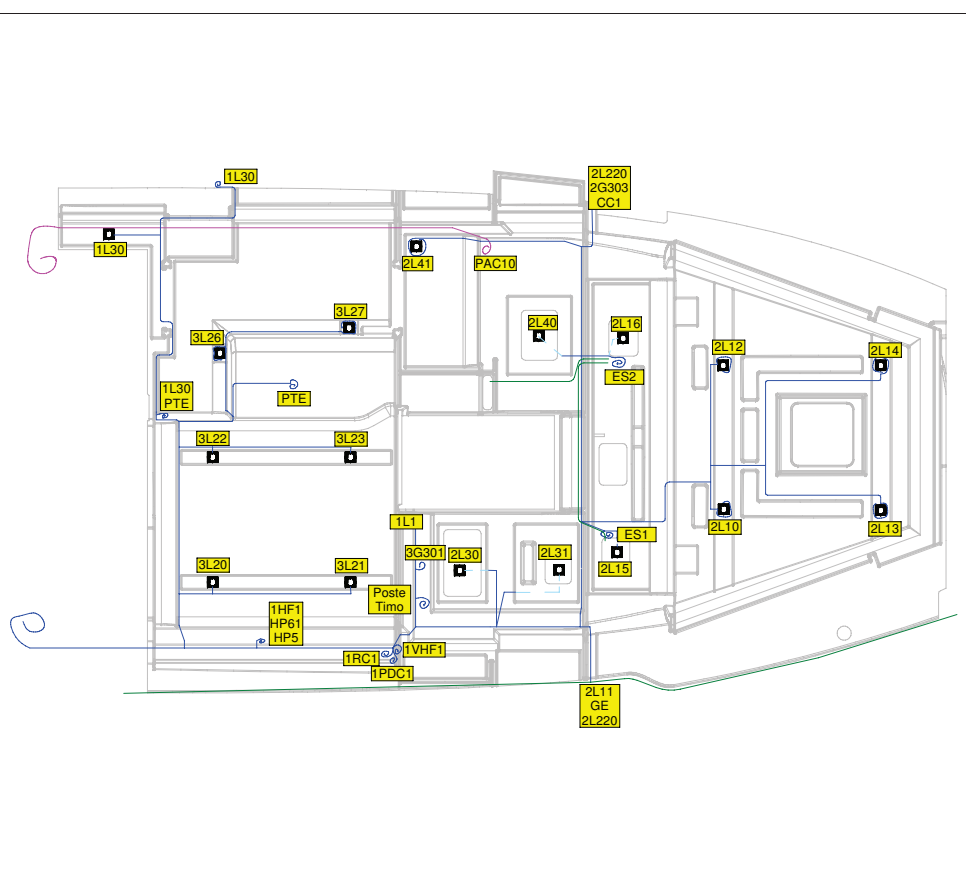 1L30
2L220
2G303
CC1
1L30
2L41
PAC10
3L27
3L26
2L40
2L16
2L12
2L14
ES2
PTE
1L30
PTE
3L22
3L23
1L1
2L10
2L13
ES1
3G301
2L30
2L31
2L15
3L20
3L21
Poste
Timo
1HF1
HP61
HP5
1VHF1
1RC1
1PDC1
2L11
GE
2L220